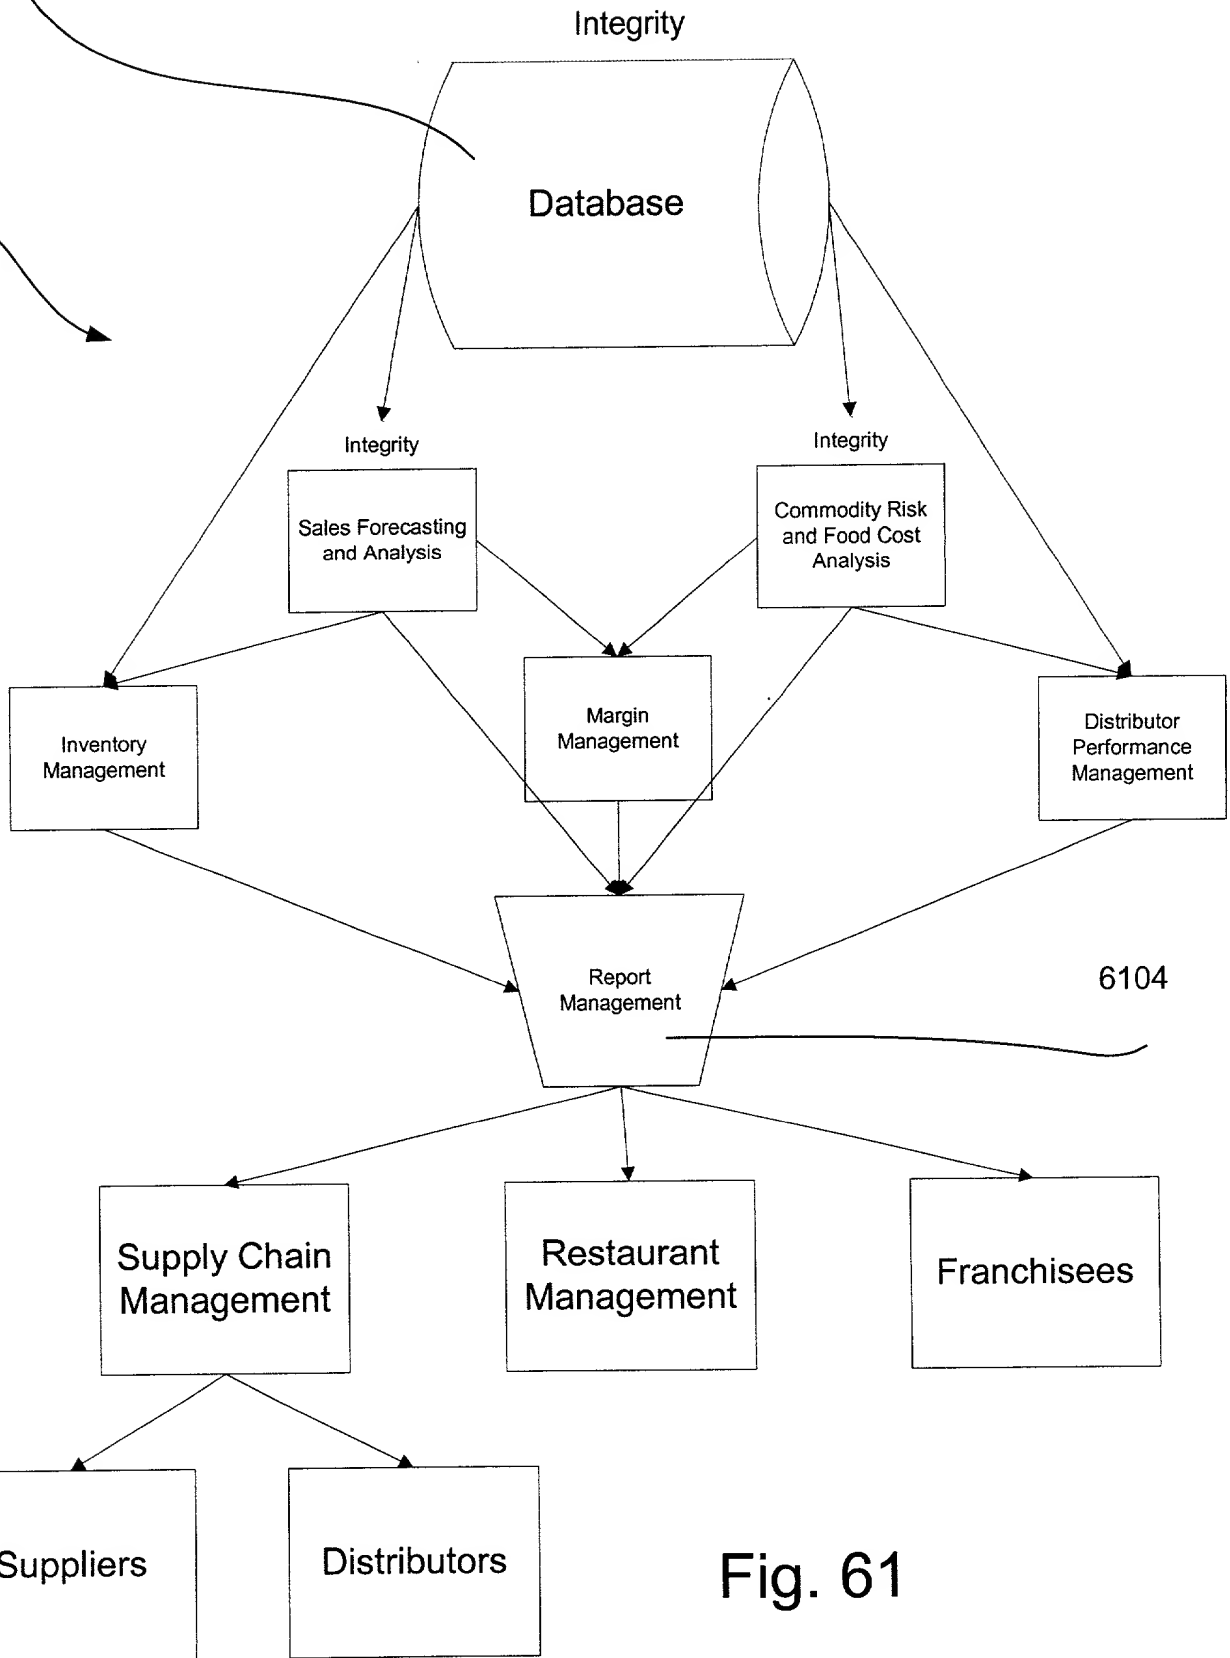 Integrity
Database
Integrity
Integrity
Sales Forecasting
and Analysis
Commodity Risk
and Food Cost
Analysis
Inventory
Management
Margin
Management
Distributor
Performance
Management
Report
Management
6104
Supply Chain
Management
Restaurant
Management
Franchisees
Suppliers
Distributors
Fig. 61